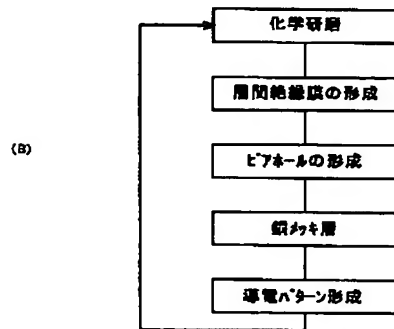 化学研磨
層間絶縁膜の形成
(B)
ビアホールの形成
銅メッキ層
導電パターン形成